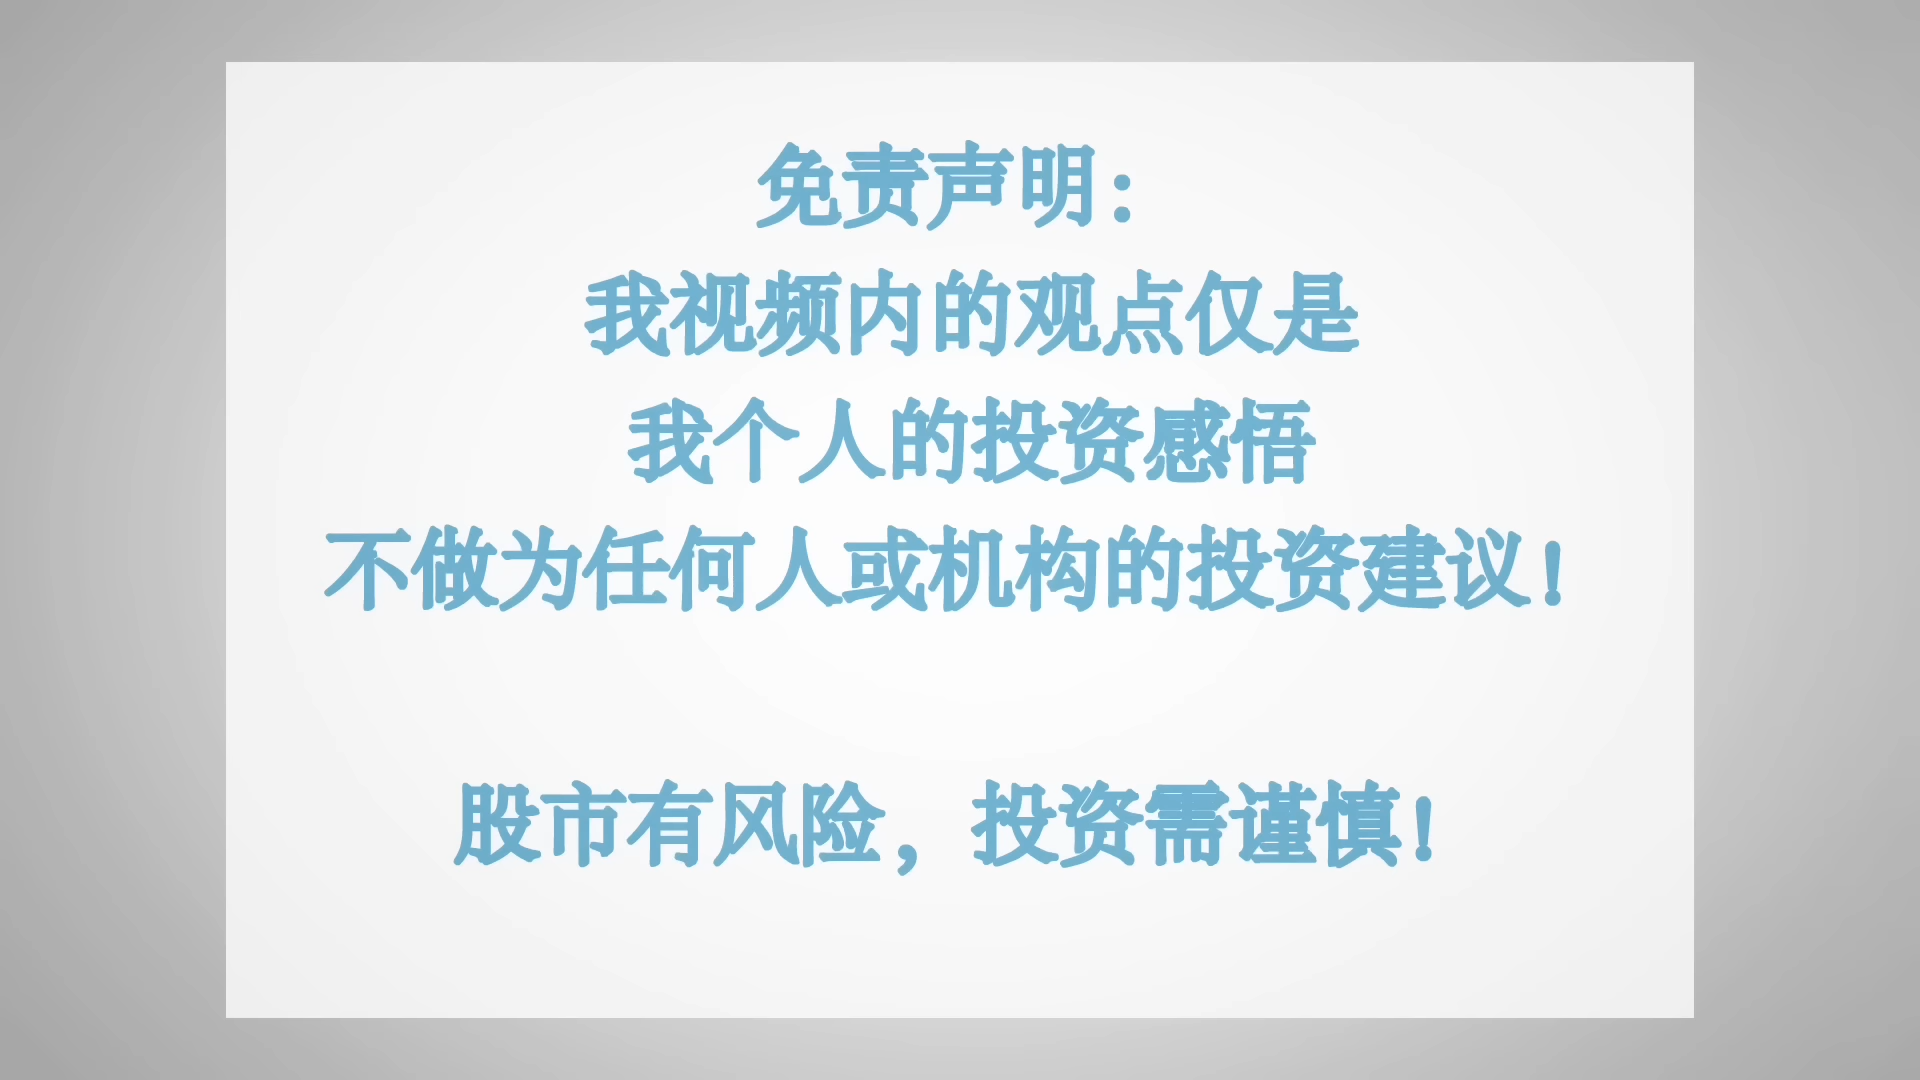 免责声明：
我视频内的观点仅是
我个人的投资感悟
不做为任何人或机构的投资建议！
股市有风险，投资需谨慎！